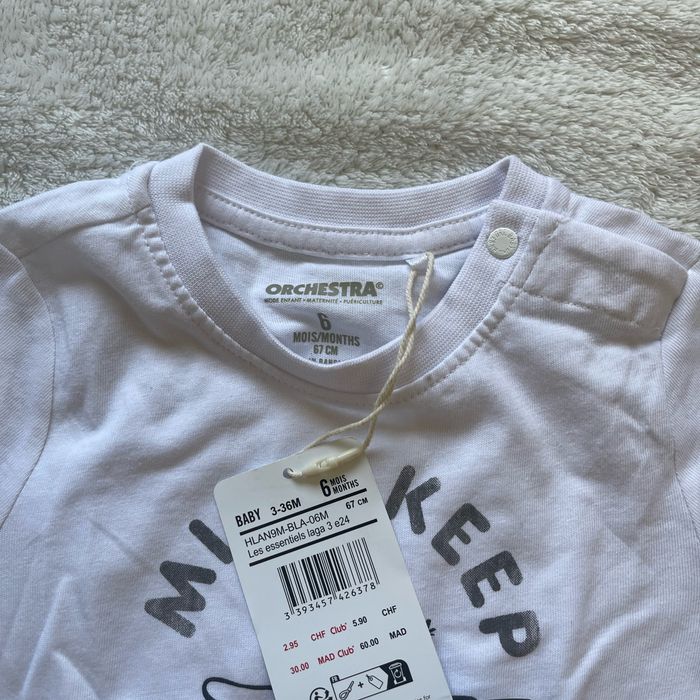 ORCHESTRA©
MODE ENFANT • MATERNITÉ • PUÉRICULTURE
6
MOIS/MONTHS
67 CM
KEEP
BABY 3-36M 6 MOIS MONTHS
67 CM
HLAN9M-BLA-06M
Les essentiels laga 3 e24
3 393457 426378
2.95 CHF Club' 5.90 CHF
30.00 MAD Club' 60.00 MAD
FR